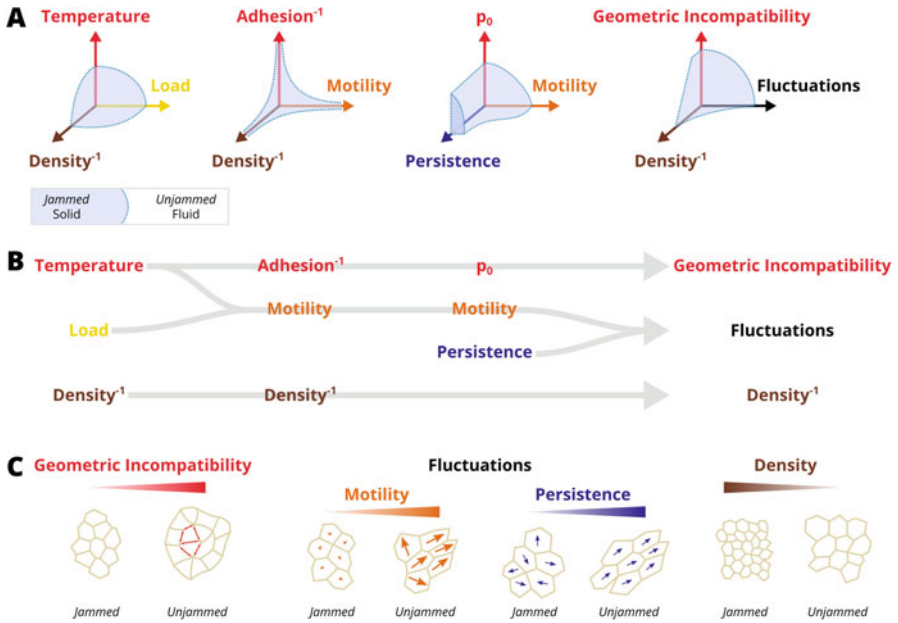 A
Temperature
Load
Density-1
Adhesion-1
Motility
Density-1
p0
Motility
Persistence
Geometric Incompatibility
Fluctuations
Density-1
Jammed
Solid
Unjammed
Fluid
B
Temperature
Adhesion-1
p0
Geometric Incompatibility
Motility
Motility
Load
Fluctuations
Persistence
Density-1
Density-1
Density-1
C
Geometric Incompatibility
Fluctuations
Density
Motility
Persistence
Jammed
Unjammed
Jammed
Unjammed
Jammed
Unjammed
Jammed
Unjammed